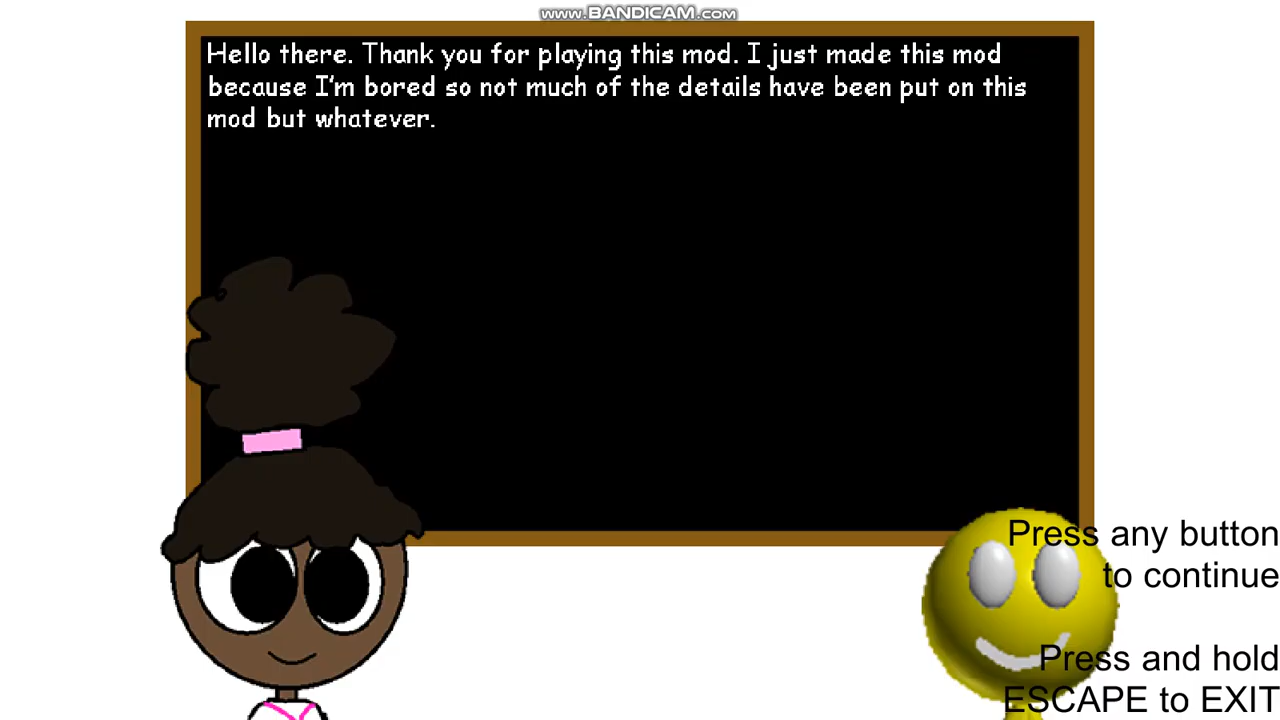 www.BANDICAM.com
Hello there. Thank you for playing this mod. I just made this mod
because I'm bored so not much of the details have been put on this
mod but whatever.
Press any button
to continue
Press and hold
ESCAPE to EXIT